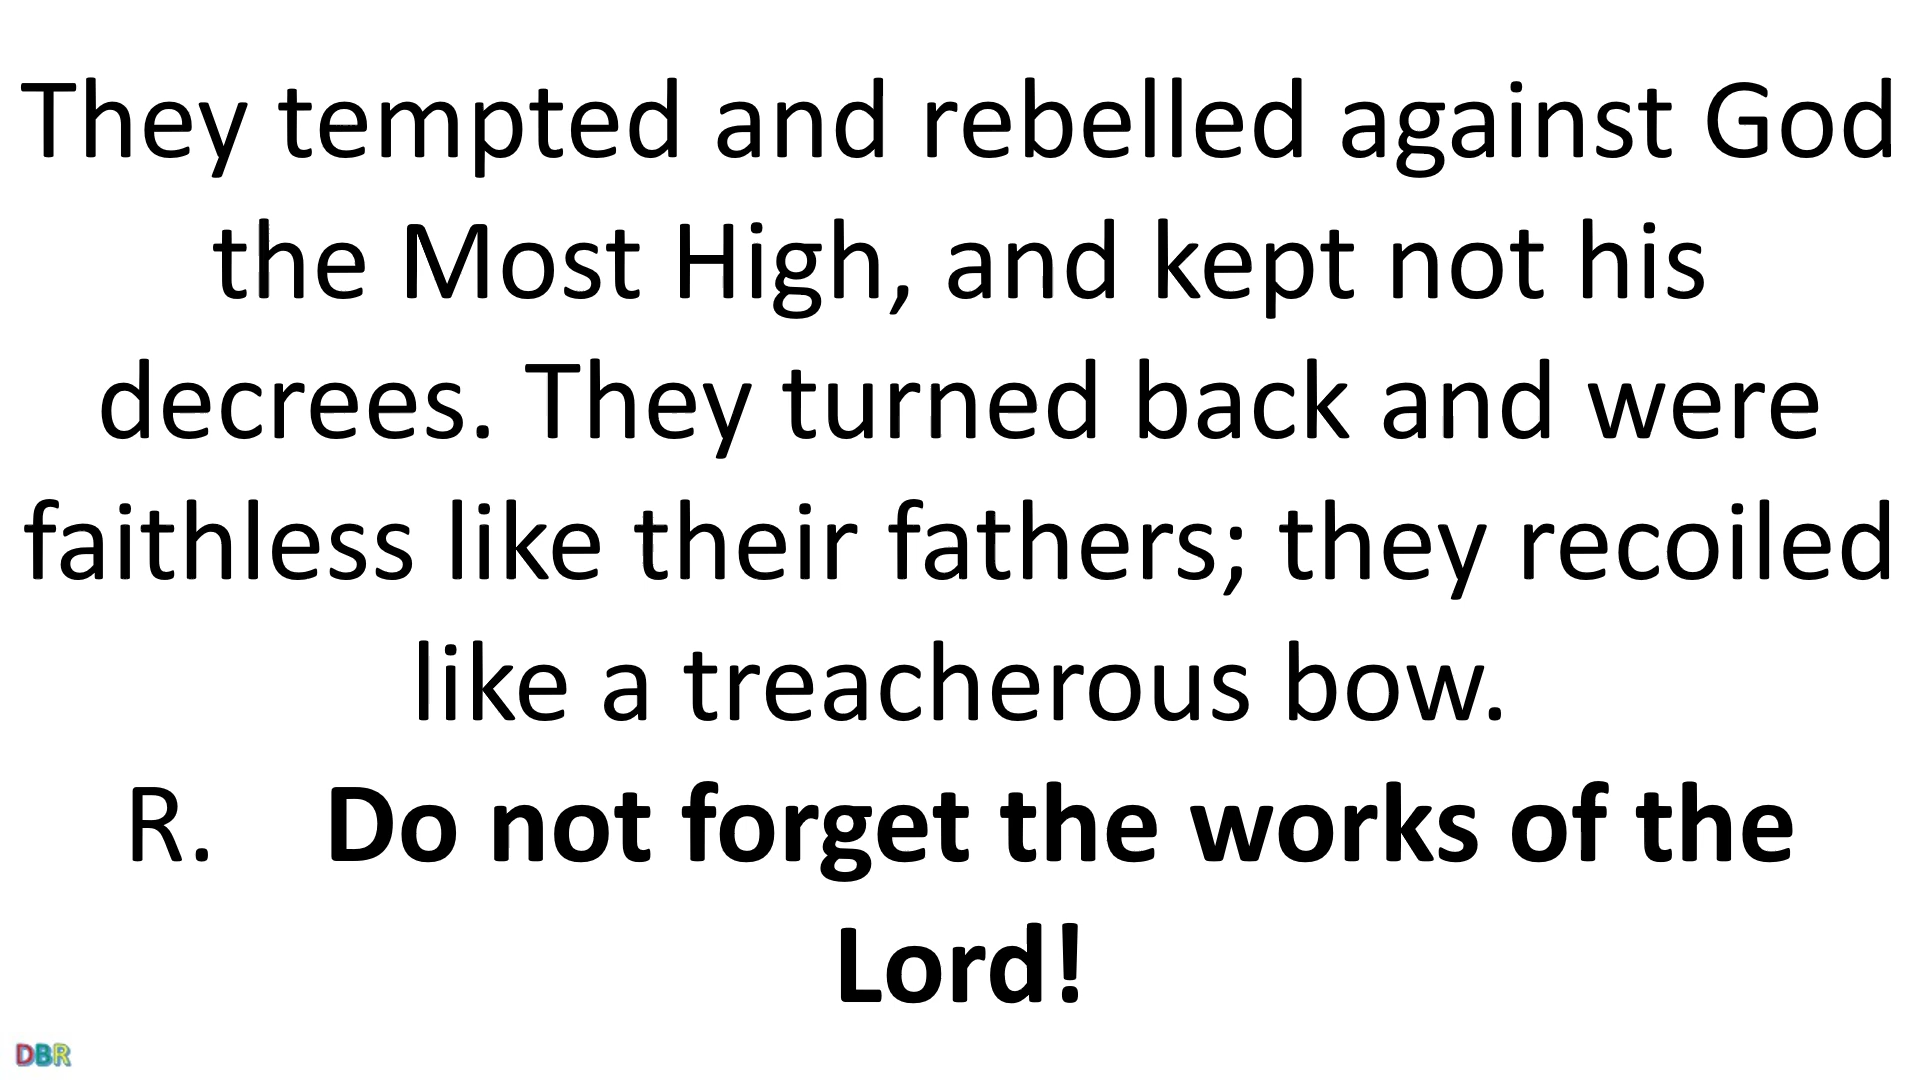 They tempted and rebelled against God
the Most High, and kept not his
decrees. They turned back and were
faithless like their fathers; they recoiled
like a treacherous bow.
R. Do not forget the works of the
Lord!
DBR